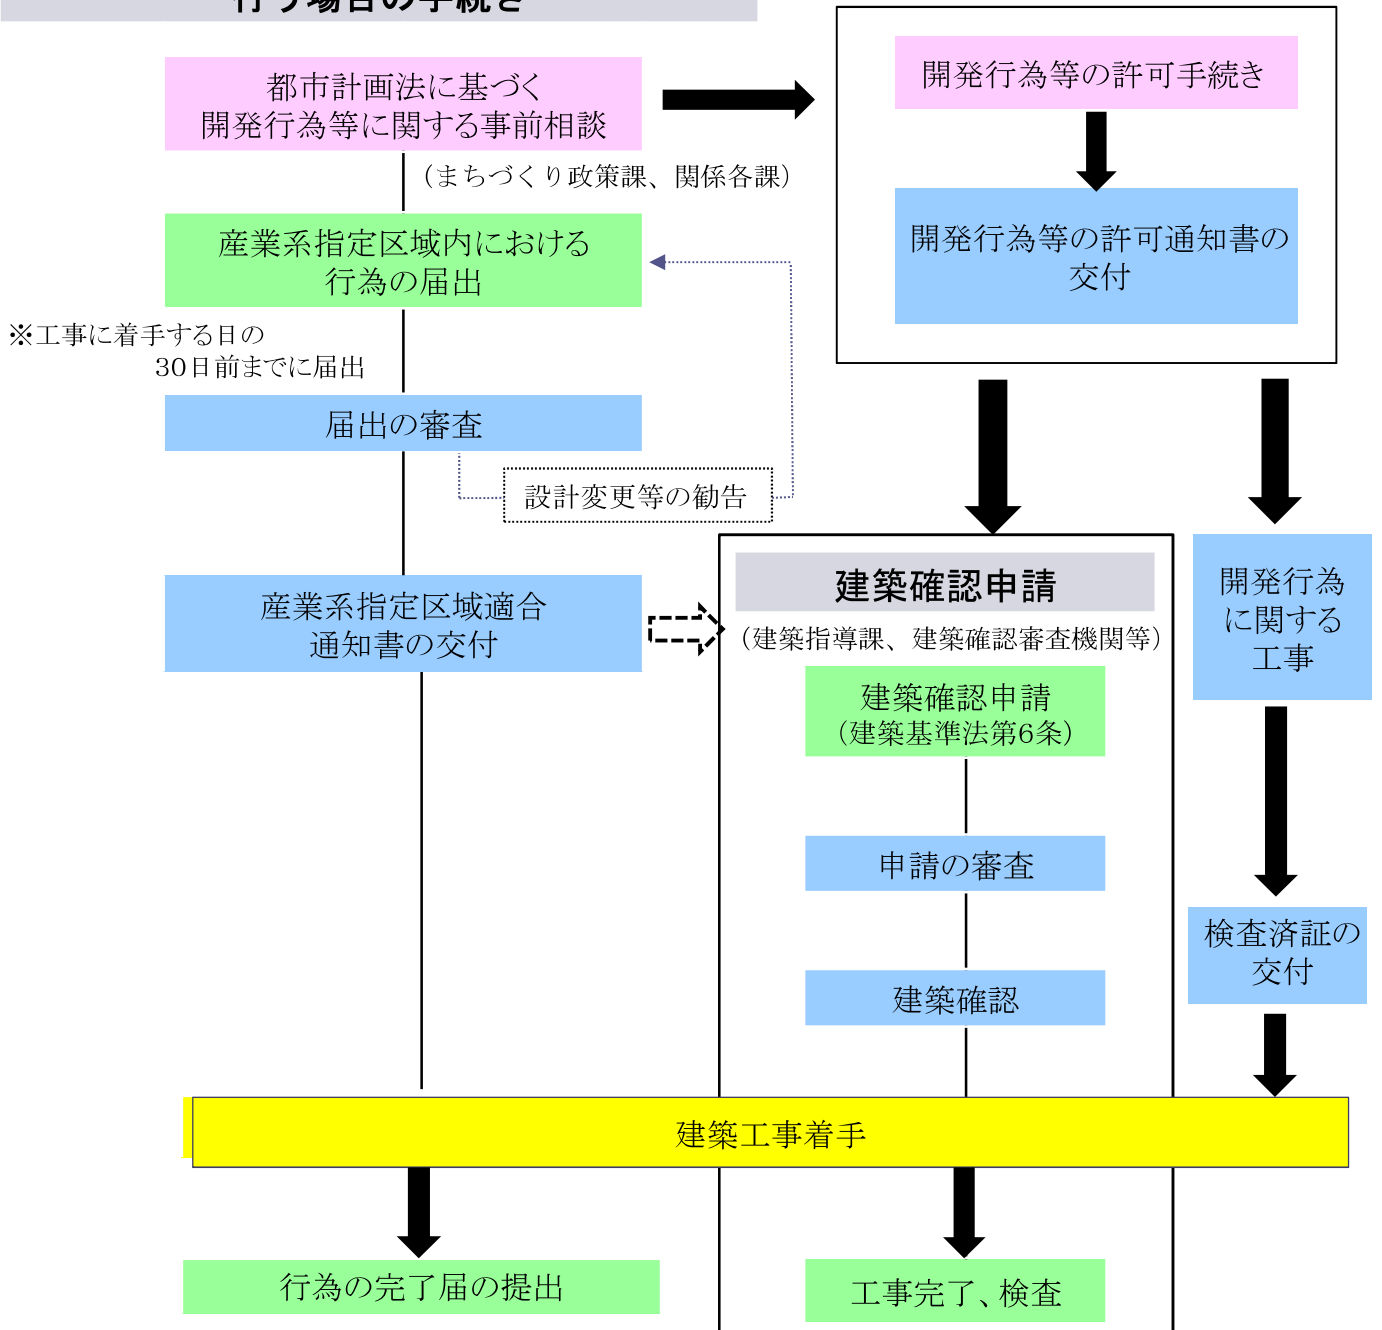 行う場合の手続き
都市計画法に基づく
開発行為等に関する事前相談
（まちづくり政策課、関係各課）
産業系指定区域内における
行為の届出
※工事に着手する日の
30日前までに届出
届出の審査
設計変更等の勧告
産業系指定区域適合
通知書の交付
開発行為等の許可手続き
開発行為等の許可通知書の
交付
建築確認申請
（建築指導課、建築確認審査機関等）
建築確認申請
（建築基準法第6条）
申請の審査
建築確認
開発行為
に関する
工事
検査済証の
交付
建築工事着手
行為の完了届の提出
工事完了、検査